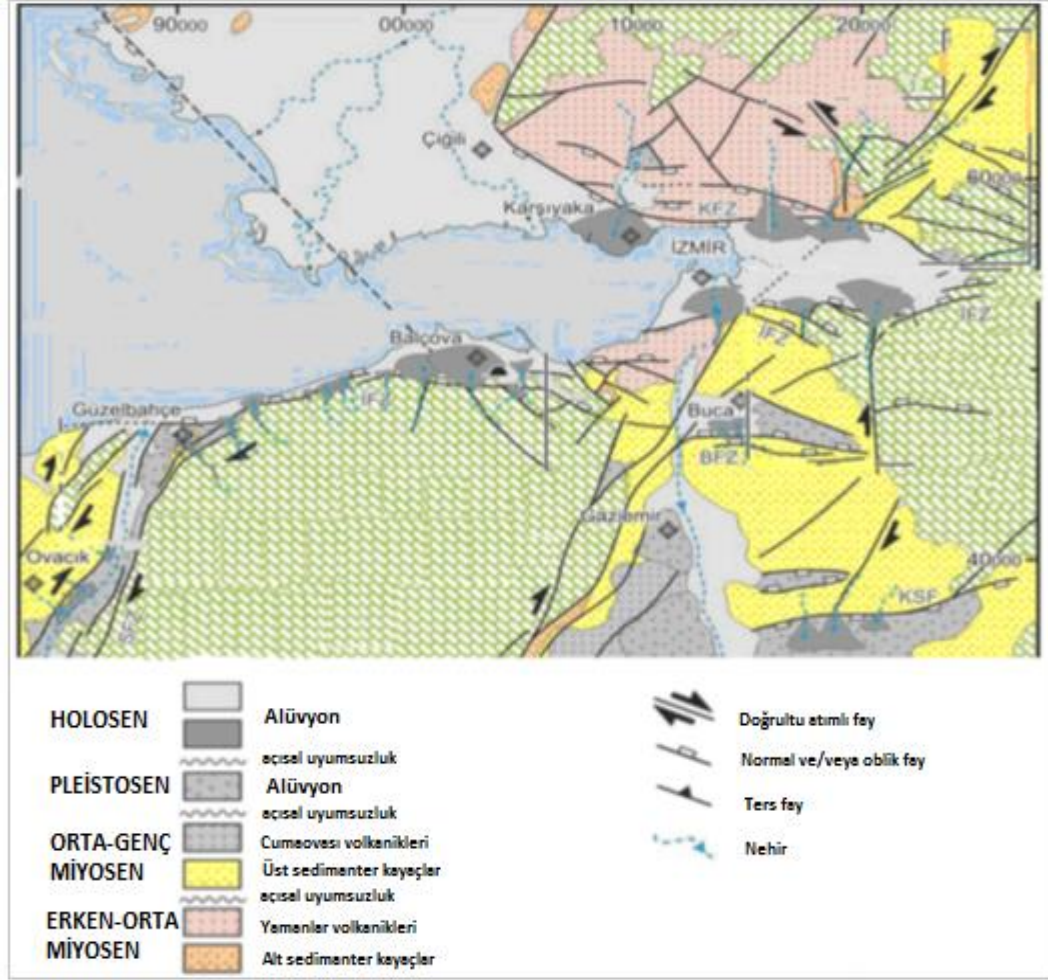 90000 00000 10000 20000
Çiğili
60000
Karşıyaka KFZ
İZMİR
İFZ
İFZ
Balçova
İFZ
Güzelbahçe
Buca
BFZ
Gaziemir
Ovacık
40000
KSF
HOLOSEN Alüvyon
açısal uyumsuzluk
PLEİSTOSEN Alüvyon
açısal uyumsuzluk
ORTA-GENÇ MİYOSEN
Cumaovası volkanikleri
Üst sedimanter kayaçlar
açısal uyumsuzluk
ERKEN-ORTA MİYOSEN
Yamanlar volkanikleri
Alt sedimanter kayaçlar
Doğrultu atımlı fay
Normal ve/veya oblik fay
Ters fay
Nehir